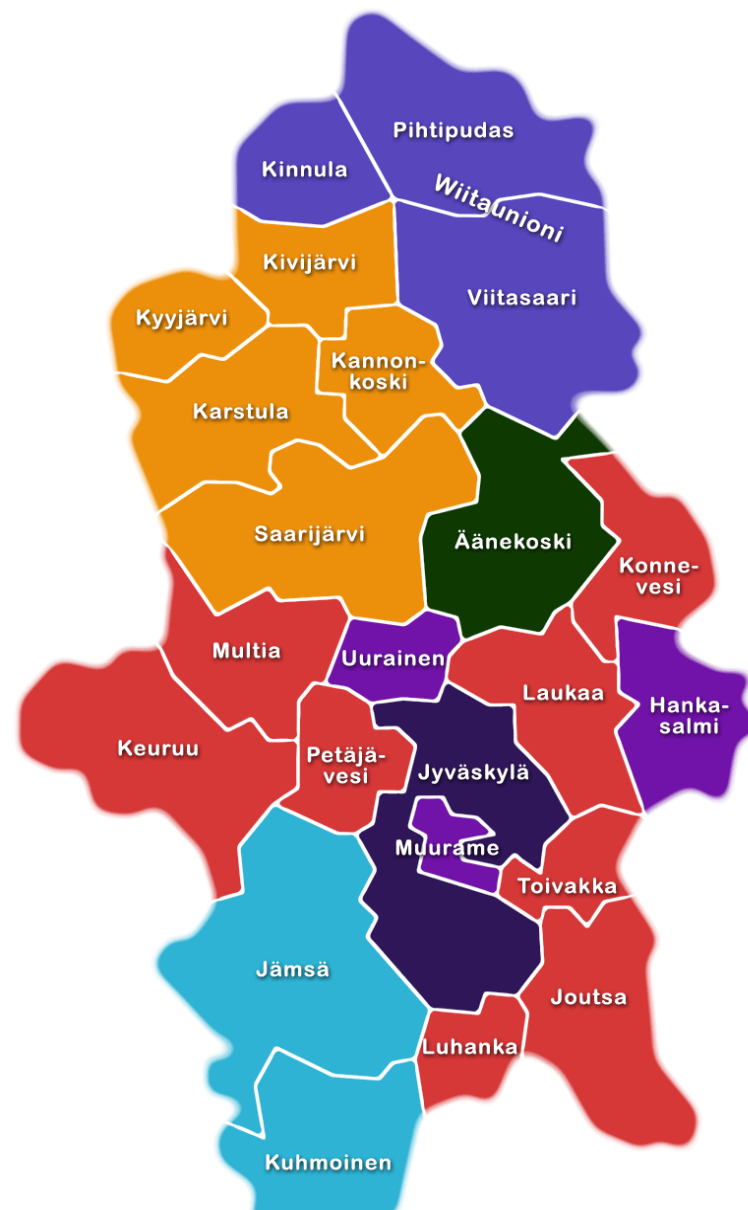 Pihtipudas
Kinnula
Wiitaunioni
Kivijärvi
Viitasaari
Kyyjärvi
Kannon-
koski
Karstula
Saarijärvi
Äänekoski
Konne-
vesi
Multia
Uurainen
Laukaa
Hanka-
salmi
Keuruu
Petäjä-
vesi
Jyväskylä
Muurame
Toivakka
Jämsä
Joutsa
Luhanka
Kuhmoinen